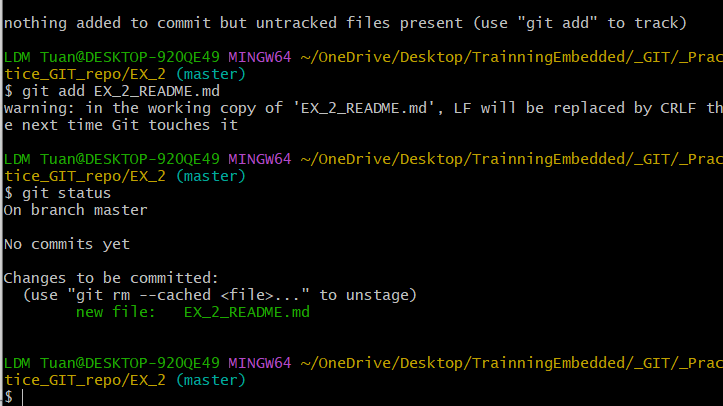 nothing added to commit but untracked files present (use "git add" to track)
LDM Tuan@DESKTOP-92OQE49 MINGW64 ~/OneDrive/Desktop/TrainningEmbedded/_GIT/_Prac
tice_GIT_repo/EX_2 (master)
$ git add EX_2_README.md
warning: in the working copy of 'EX_2_README.md', LF will be replaced by CRLF th
e next time Git touches it
LDM Tuan@DESKTOP-92OQE49 MINGW64 ~/OneDrive/Desktop/TrainningEmbedded/_GIT/_Prac
tice_GIT_repo/EX_2 (master)
$ git status
On branch master
No commits yet
Changes to be committed:
  (use "git rm --cached <file>..." to unstage)
        new file:   EX_2_README.md
LDM Tuan@DESKTOP-92OQE49 MINGW64 ~/OneDrive/Desktop/TrainningEmbedded/_GIT/_Prac
tice_GIT_repo/EX_2 (master)
$